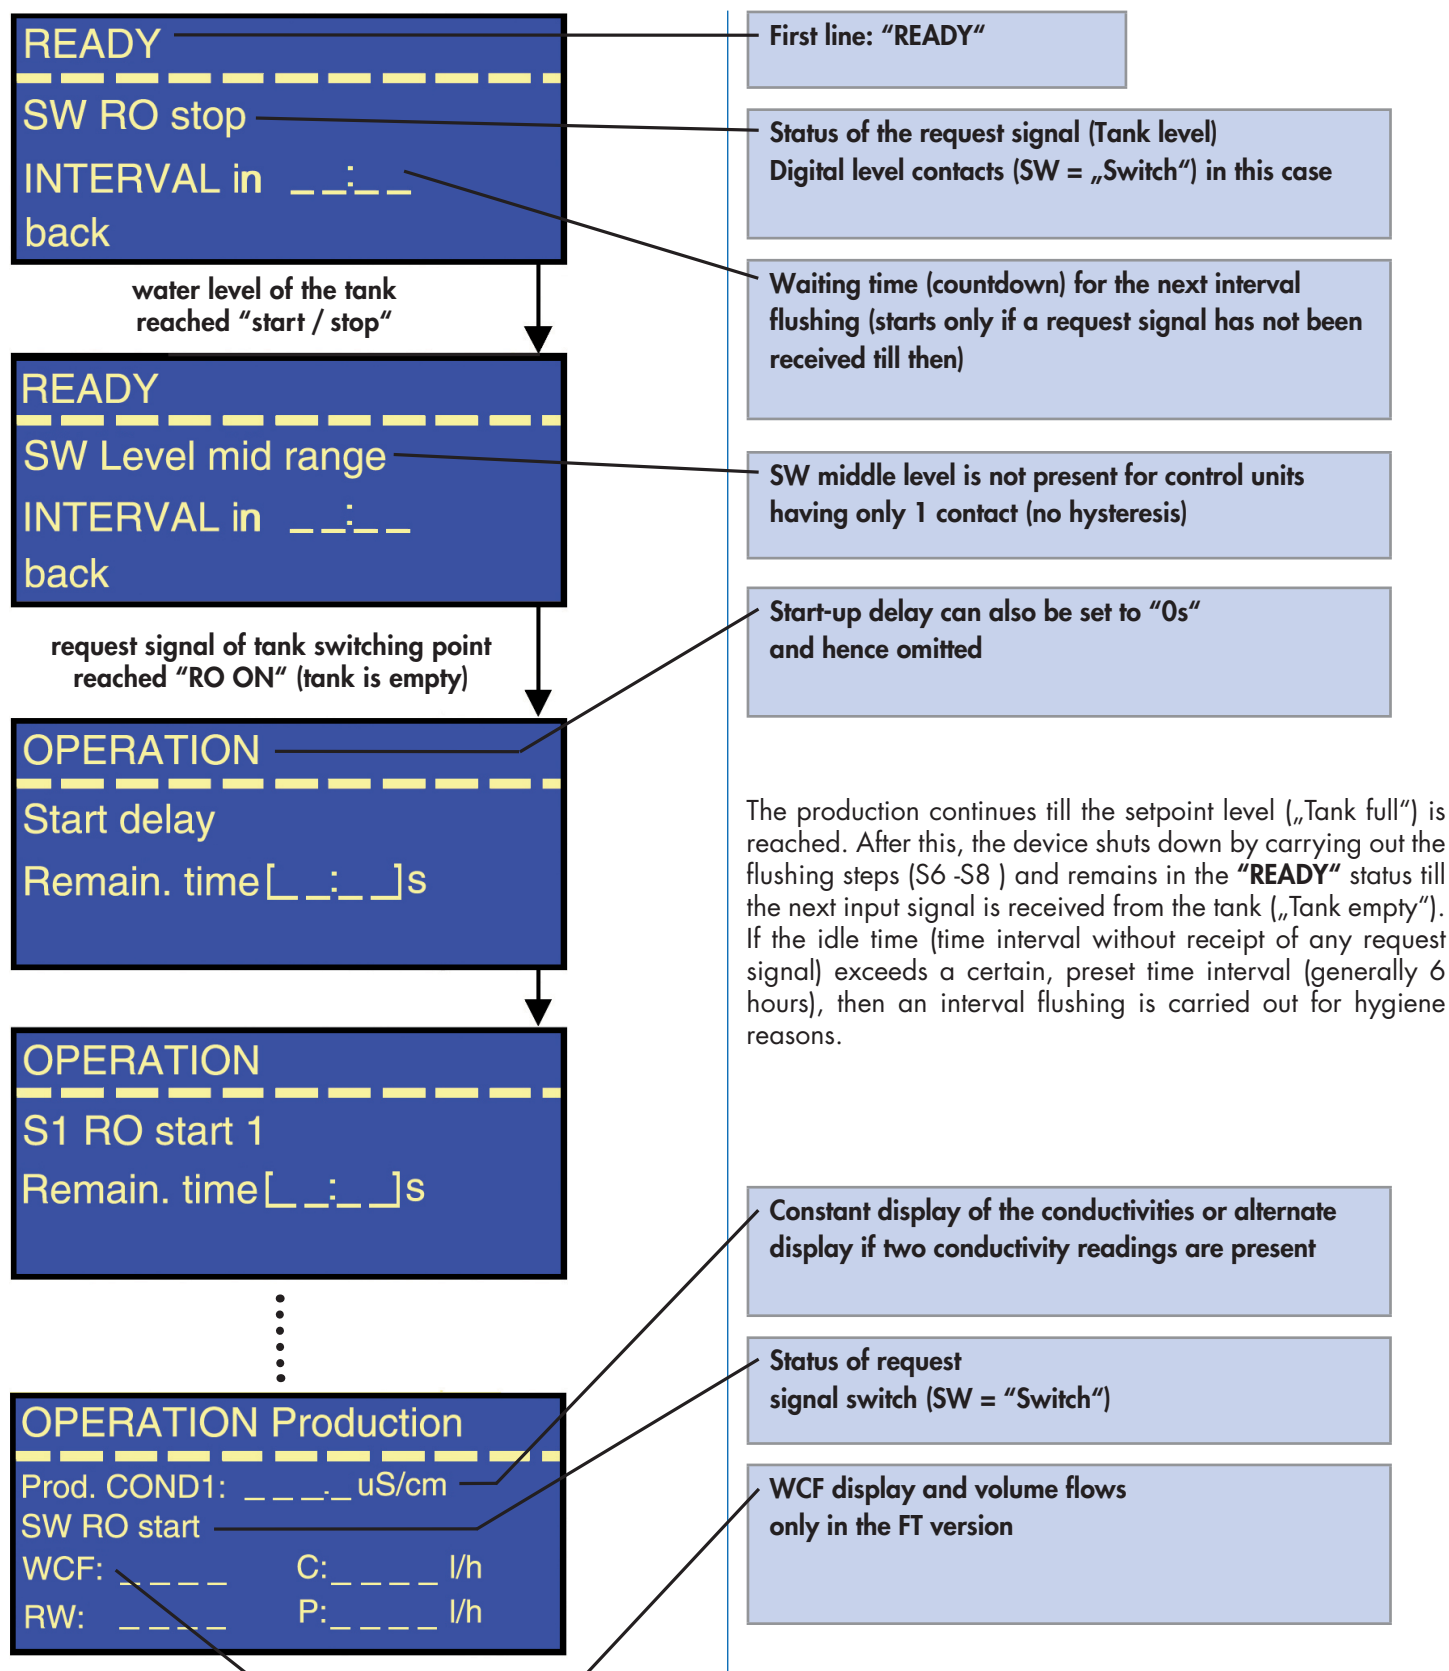 READY
SW RO stop
INTERVAL in _ _:_ _
back
water level of the tank
reached “start / stop“
READY
SW Level mid range
INTERVAL in _ _:_ _
back
request signal of tank switching point
reached “RO ON“ (tank is empty)
OPERATION
Start delay
Remain. time[_ _:_ _]s
OPERATION
S1 RO start 1
Remain. time[_ _:_ _]s
OPERATION Production
Prod. COND1: _ _ _._ uS/cm
SW RO start
WCF: _ _ _ _ C:_ _ _ _ l/h
RW: _ _ _ _ P:_ _ _ _ l/h
First line: “READY“
Status of the request signal (Tank level)
Digital level contacts (SW = „Switch“) in this case
Waiting time (countdown) for the next interval
flushing (starts only if a request signal has not been
received till then)
SW middle level is not present for control units
having only 1 contact (no hysteresis)
Start-up delay can also be set to “0s“
and hence omitted
The production continues till the setpoint level („Tank full“) is
reached. After this, the device shuts down by carrying out the
flushing steps (S6 -S8 ) and remains in the “READY“ status till
the next input signal is received from the tank („Tank empty“).
If the idle time (time interval without receipt of any request
signal) exceeds a certain, preset time interval (generally 6
hours), then an interval flushing is carried out for hygiene
reasons.
Constant display of the conductivities or alternate
display if two conductivity readings are present
Status of request
signal switch (SW = “Switch“)
WCF display and volume flows
only in the FT version